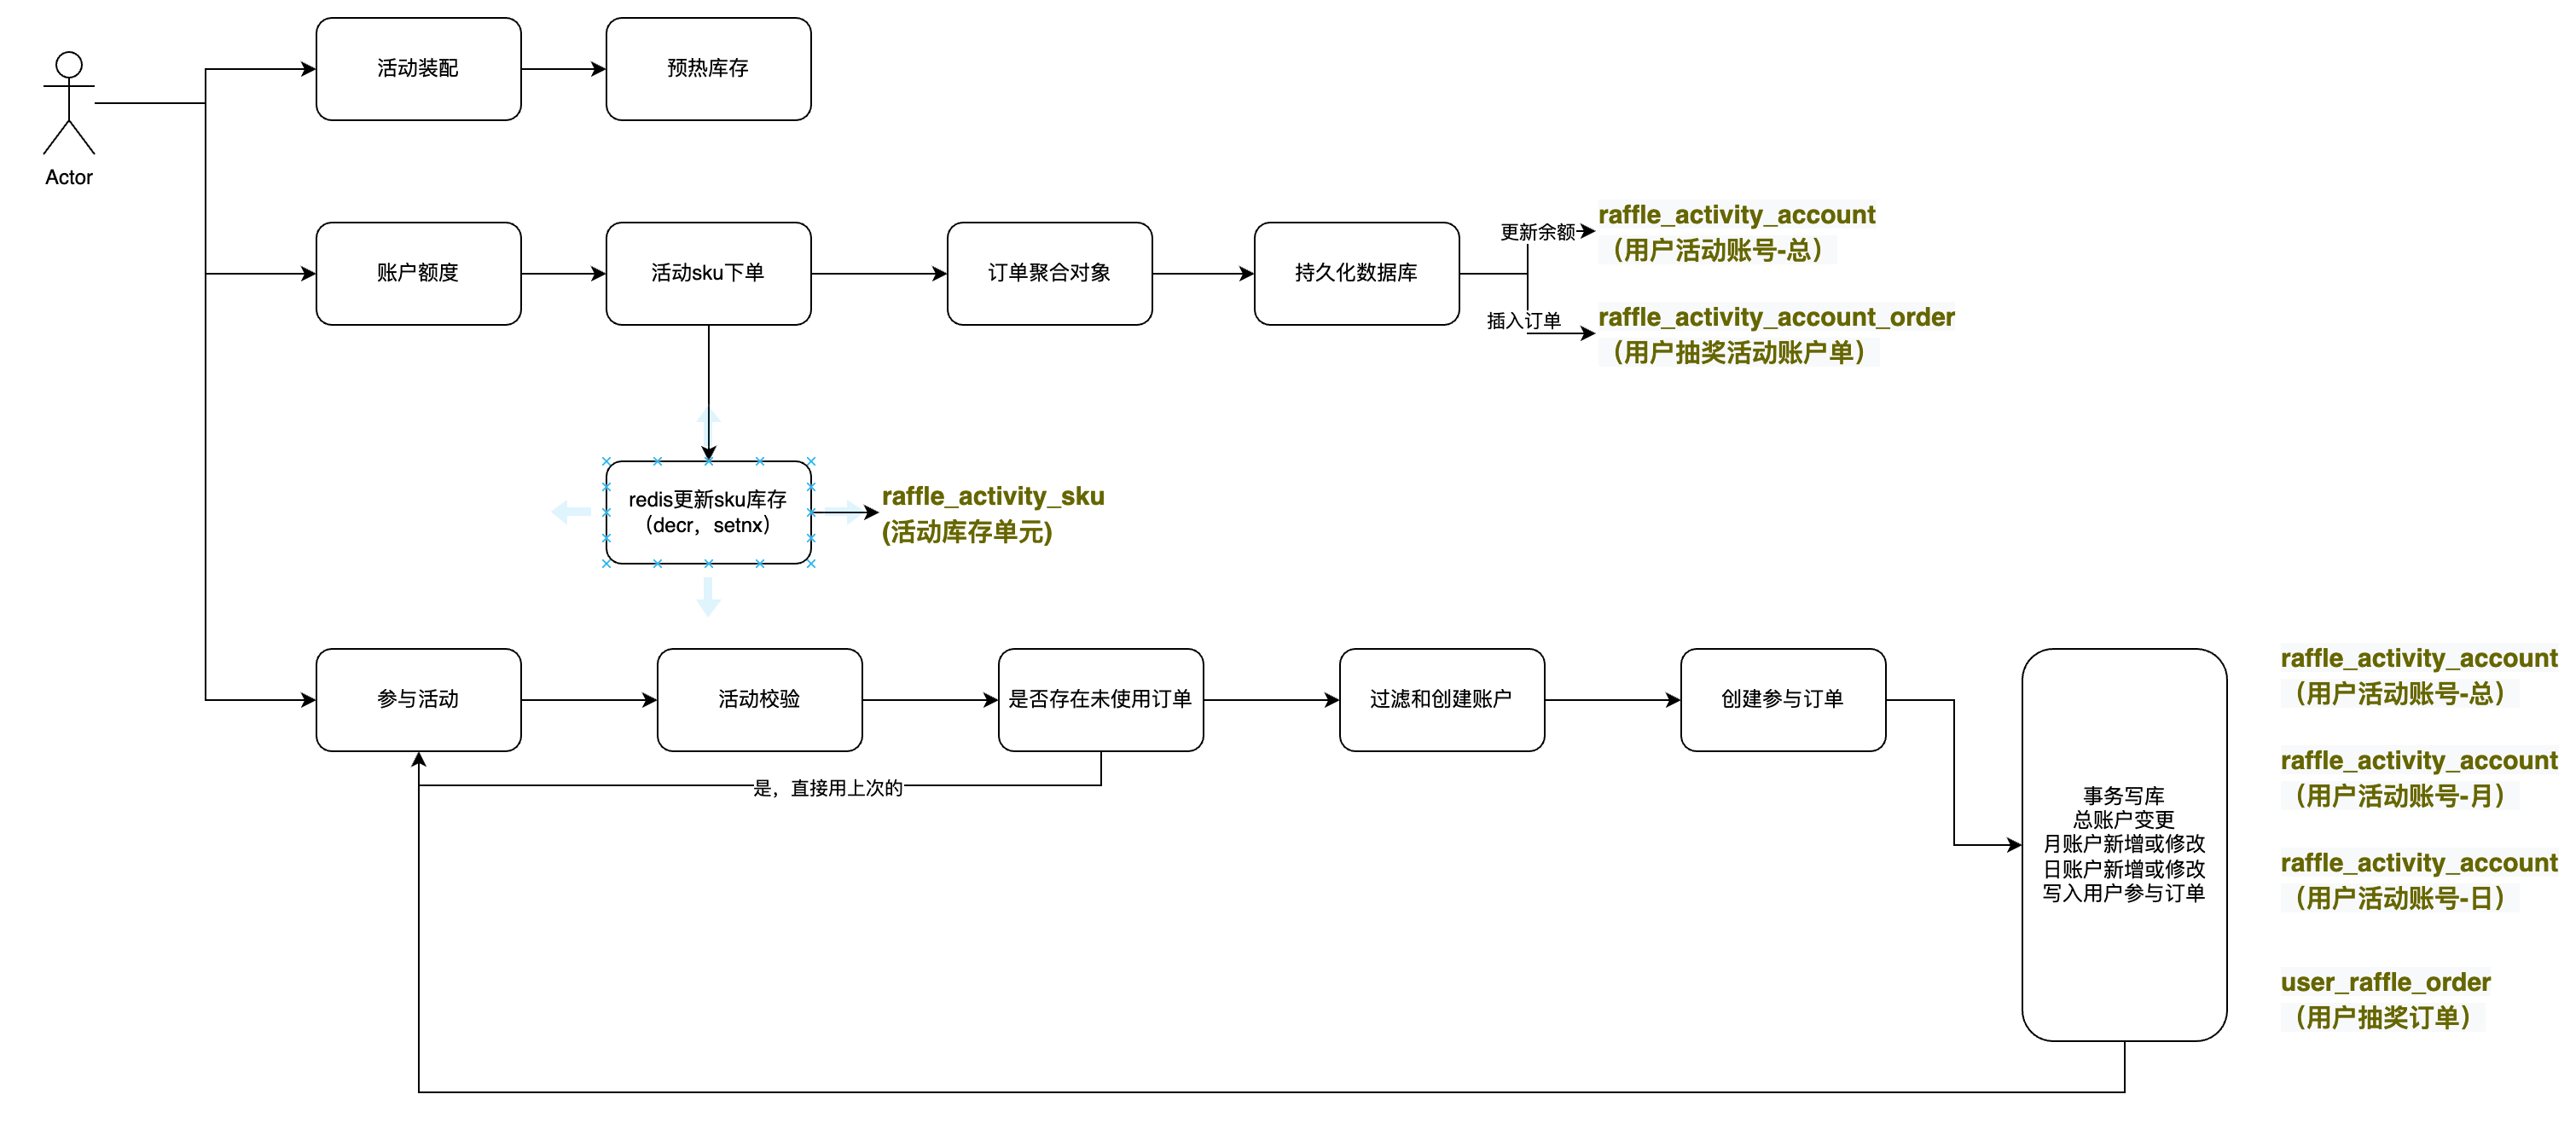 Actor
活动装配
预热库存
账户额度
活动sku下单
订单聚合对象
持久化数据库
更新余额
raffle_activity_account
（用户活动账号-总）
插入订单
raffle_activity_account_order
（用户抽奖活动账户单）
redis更新sku库存
（decr，setnx）
raffle_activity_sku
(活动库存单元)
参与活动
活动校验
是否存在未使用订单
过滤和创建账户
创建参与订单
是，直接用上次的
事务写库
总账户变更
月账户新增或修改
日账户新增或修改
写入用户参与订单
raffle_activity_account
（用户活动账号-总）
raffle_activity_account
（用户活动账号-月）
raffle_activity_account
（用户活动账号-日）
user_raffle_order
（用户抽奖订单）